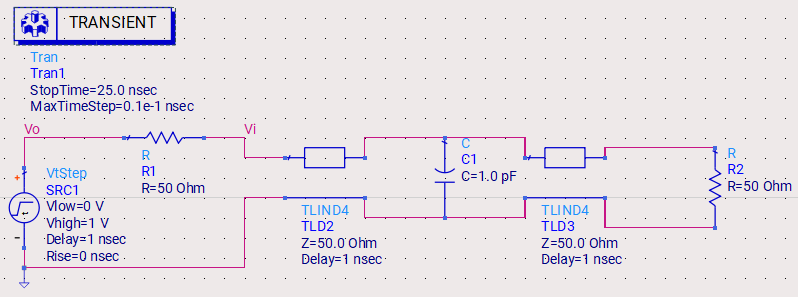 TRANSIENT
Tran
Tran1
StopTime=25.0 nsec
MaxTimeStep=0.1e-1 nsec
Vo
Vi
R
R1
R=50 Ohm
VtStep
SRC1
Vlow=0 V
Vhigh=1 V
Delay=1 nsec
Rise=0 nsec
TLIND4
TLD2
Z=50.0 Ohm
Delay=1 nsec
C
C1
C=1.0 pF
TLIND4
TLD3
Z=50.0 Ohm
Delay=1 nsec
R
R2
R=50 Ohm